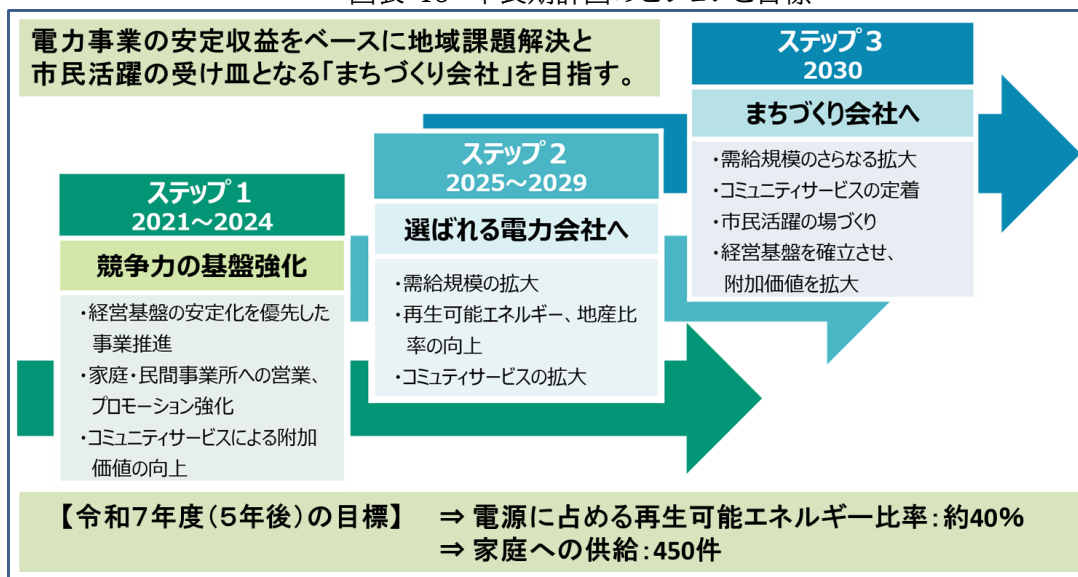 電力事業の安定収益をベースに地域課題解決と
市民活躍の受け皿となる「まちづくり会社」を目指す。
ステップ1
2021～2024
競争力の基盤強化
・経営基盤の安定化を優先した
事業推進
・家庭・民間事業所への営業、
プロモーション強化
・コミュニティサービスによる附加
価値の向上
ステップ2
2025～2029
選ばれる電力会社へ
・需給規模の拡大
・再生可能エネルギー、地産比
率の向上
・コミュティサービスの拡大
ステップ3
2030
まちづくり会社へ
・需給規模のさらなる拡大
・コミュニティサービスの定着
・市民活躍の場づくり
・経営基盤を確立させ、
附加価値を拡大
【令和7年度（5年後）の目標】 ⇒ 電源に占める再生可能エネルギー比率：約40％
⇒ 家庭への供給：450件